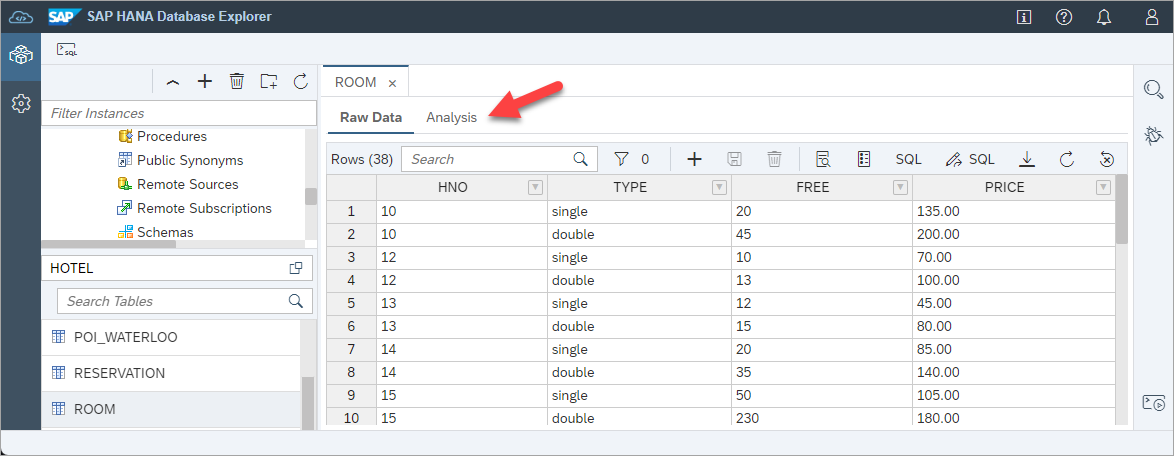 SAP SAP HANA Database Explorer
SQL
Filter Instances
Procedures
Public Synonyms
Remote Sources
Remote Subscriptions
Schemas
HOTEL
Search Tables
POI_WATERLOO
RESERVATION
ROOM
ROOM ×
Raw Data Analysis
Rows (38) Search 0 SQL SQL
HNO TYPE FREE PRICE
1 10 single 20 135.00
2 10 double 45 200.00
3 12 single 10 70.00
4 12 double 13 100.00
5 13 single 12 45.00
6 13 double 15 80.00
7 14 single 20 85.00
8 14 double 35 140.00
9 15 single 50 105.00
10 15 double 230 180.00